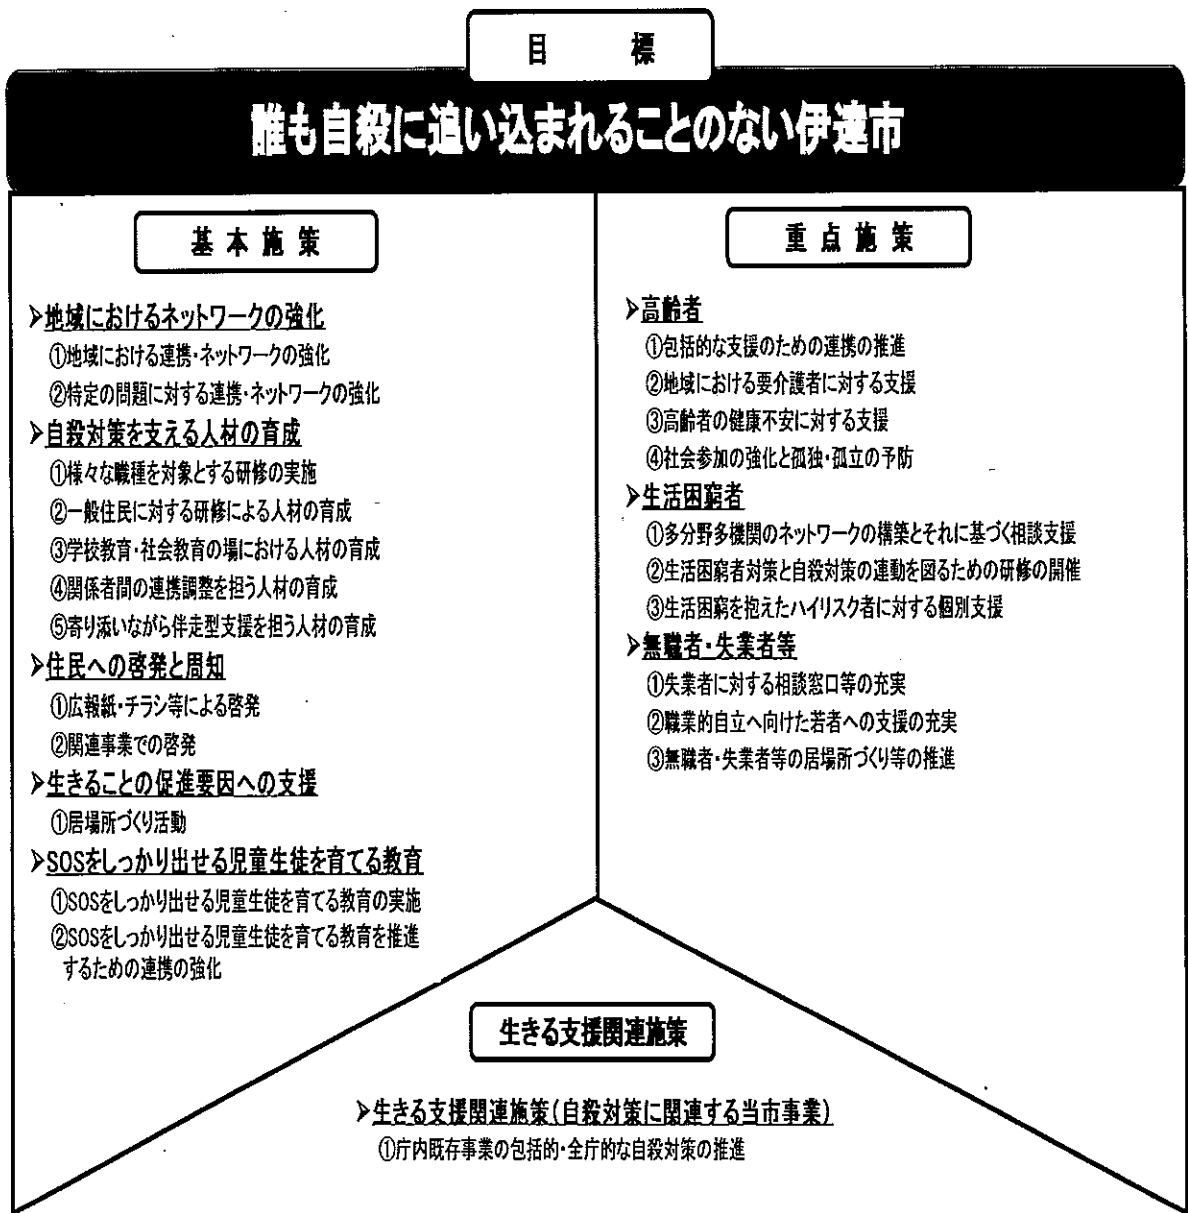 目 標
誰も自殺に追い込まれることのない伊達市
基本施策
➢地域におけるネットワークの強化
①地域における連携・ネットワークの強化
②特定の問題に対する連携・ネットワークの強化
➢自殺対策を支える人材の育成
①様々な職種を対象とする研修の実施
②一般住民に対する研修による人材の育成
③学校教育・社会教育の場における人材の育成
④関係者間の連携調整を担う人材の育成
⑤寄り添いながら伴走型支援を担う人材の育成
➢住民への啓発と周知
①広報紙・チラシ等による啓発
②関連事業での啓発
➢生きることの促進要因への支援
①居場所づくり活動
➢SOSをしっかり出せる児童生徒を育てる教育
①SOSをしっかり出せる児童生徒を育てる教育の実施
②SOSをしっかり出せる児童生徒を育てる教育を推進
するための連携の強化
重点施策
➢高齢者
①包括的な支援のための連携の推進
②地域における要介護者に対する支援
③高齢者の健康不安に対する支援
④社会参加の強化と孤独・孤立の予防
➢生活困窮者
①多分野多機関のネットワークの構築とそれに基づく相談支援
②生活困窮者対策と自殺対策の連動を図るための研修の開催
③生活困窮を抱えたハイリスク者に対する個別支援
➢無職者・失業者等
①失業者に対する相談窓口等の充実
②職業的自立へ向けた若者への支援の充実
③無職者・失業者等の居場所づくり等の推進
生きる支援関連施策
➢生きる支援関連施策(自殺対策に関連する当市事業)
①庁内既存事業の包括的・全庁的な自殺対策の推進